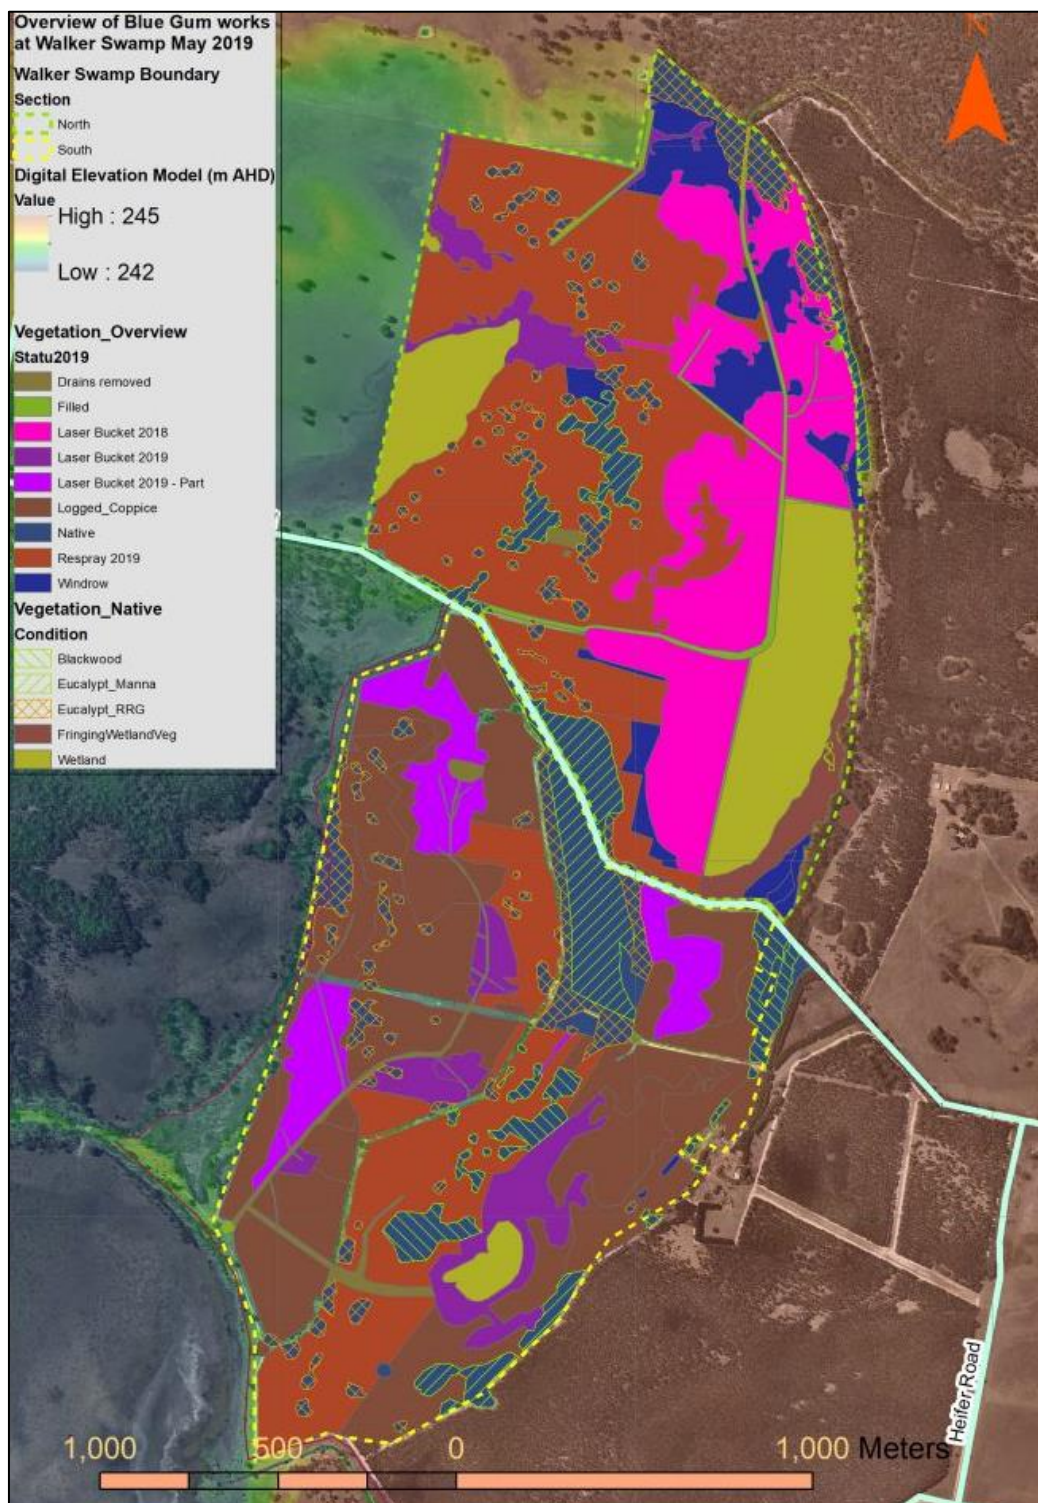 Overview of Blue Gum works
at Walker Swamp May 2019
Walker Swamp Boundary
Section
North
South
Digital Elevation Model (m AHD)
Value
High : 245
Low : 242
Vegetation_Overview
Statu2019
Drains removed
Filled
Laser Bucket 2018
Laser Bucket 2019
Laser Bucket 2019 - Part
Logged_Coppice
Native
Respray 2019
Windrow
Vegetation_Native
Condition
Blackwood
Eucalypt_Manna
Eucalypt_RRG
FringingWetlandVeg
Wetland
N
Heifer Road
1,000 500 0 1,000 Meters